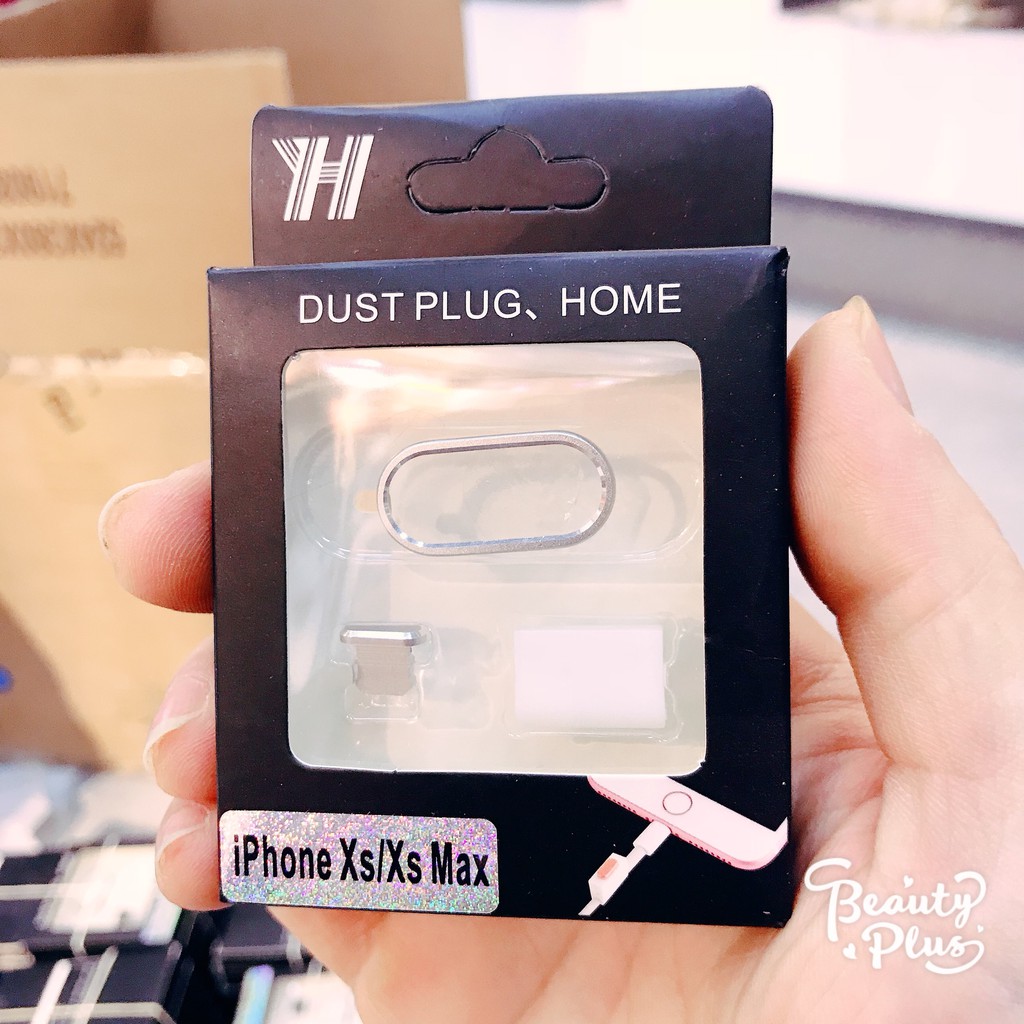 YH
DUST PLUG、HOME
iPhone Xs/Xs Max
Beauty
Plus